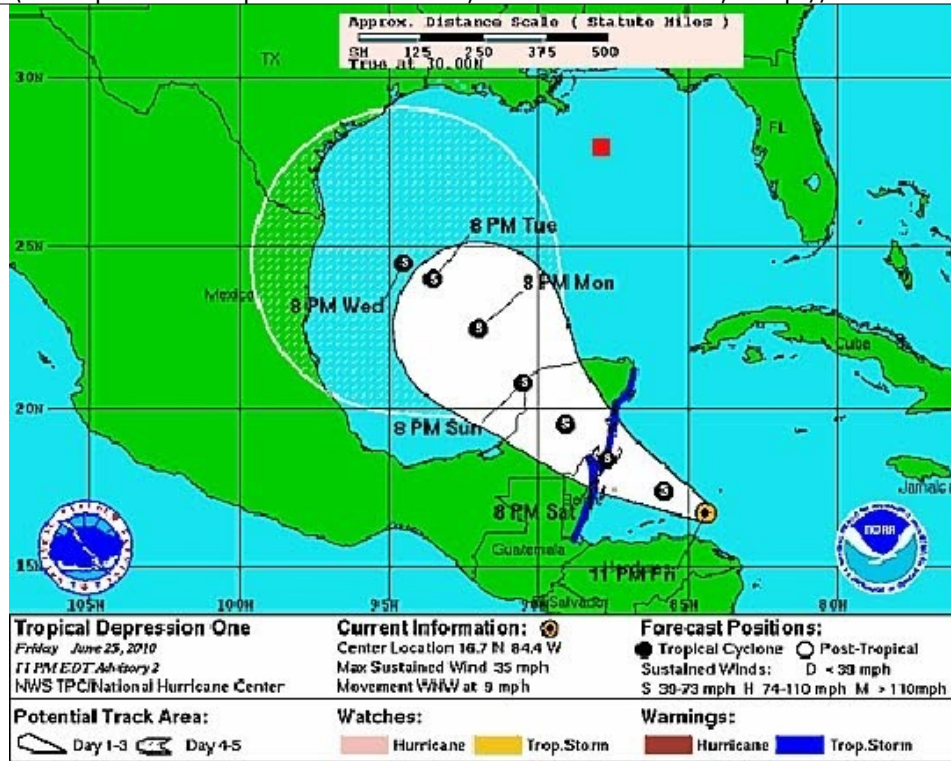 Approx. Distance Scale ( Statute Miles )
SM 125 250 375 500
True at 30.00N
TX
30N
FL
25N
8 PM Tue
Mexico
8 PM Wed
8 PM Mon
Cuba
20N
8 PM Sun
Jamaica
8 PM Sat
Guatemala
NOAA
11 PM Fri
15N
El Salvador
105W 100W 95W 90W 85W 80W
Tropical Depression One
Friday June 25, 2010
11 PM EDT Advisory 2
NWS TPC/National Hurricane Center
Current Information:
Center Location 16.7 N 84.4 W
Max Sustained Wind 35 mph
Movement WNW at 9 mph
Forecast Positions:
Tropical Cyclone Post-Tropical
Sustained Winds: D < 39 mph
S 39-73 mph H 74-110 mph M > 110mph
Potential Track Area:
Day 1-3 Day 4-5
Watches:
Hurricane Trop.Storm
Warnings:
Hurricane Trop.Storm